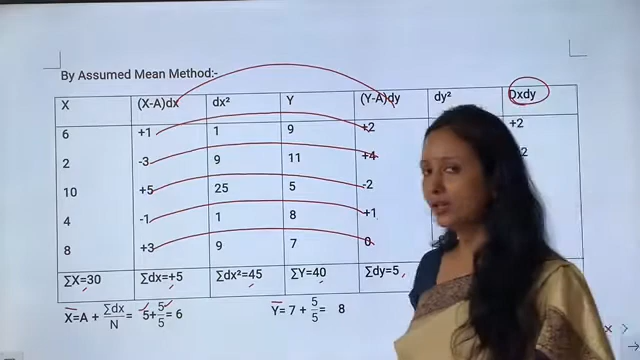 By Assumed Mean Method:-
X (X-A)dx dx² Y (Y-A)dy dy² Dxdy
6 +1 1 9 +2 +2
2 -3 9 11 +4 2
10 +5 25 5 -2
4 -1 1 8 +1
8 +3 9 7 0
ΣX=30 Σdx=+5 Σdx²=45 ΣY=40 Σdy=5
X̄=A + Σdx/N = 5+5/5= 6 Ȳ= 7 + 5/5= 8